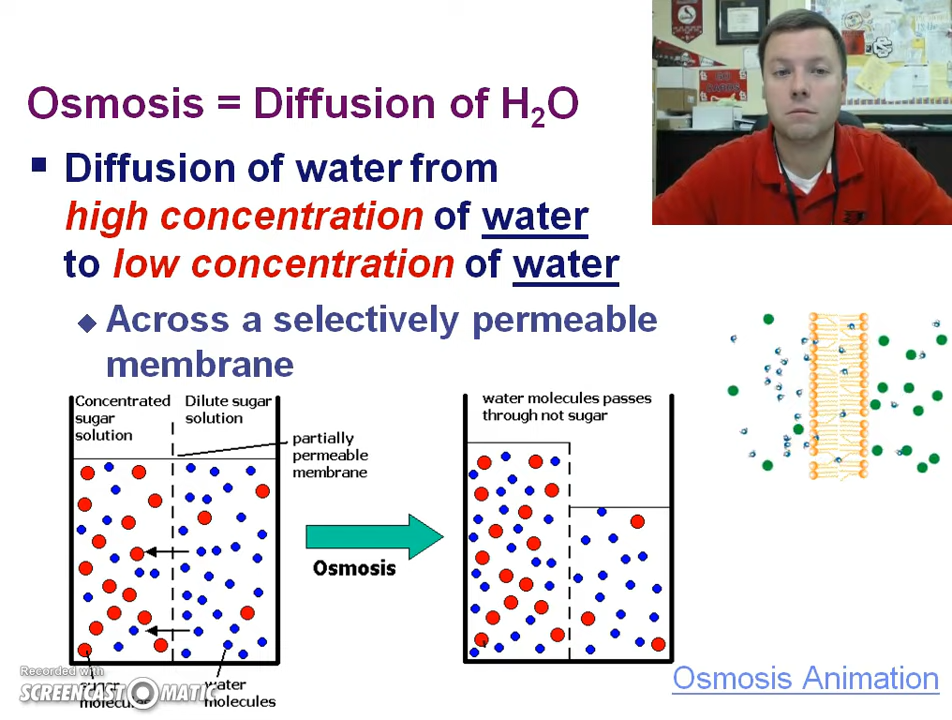 Osmosis = Diffusion of H₂O
Diffusion of water from
high concentration of water
to low concentration of water
Across a selectively permeable
membrane
Concentrated
sugar
solution
Dilute sugar
solution
partially
permeable
membrane
Osmosis
water molecules passes
through not sugar
sugar
molecules
water
molecules
Recorded with
SCREENCAST-O-MATIC
Osmosis Animation